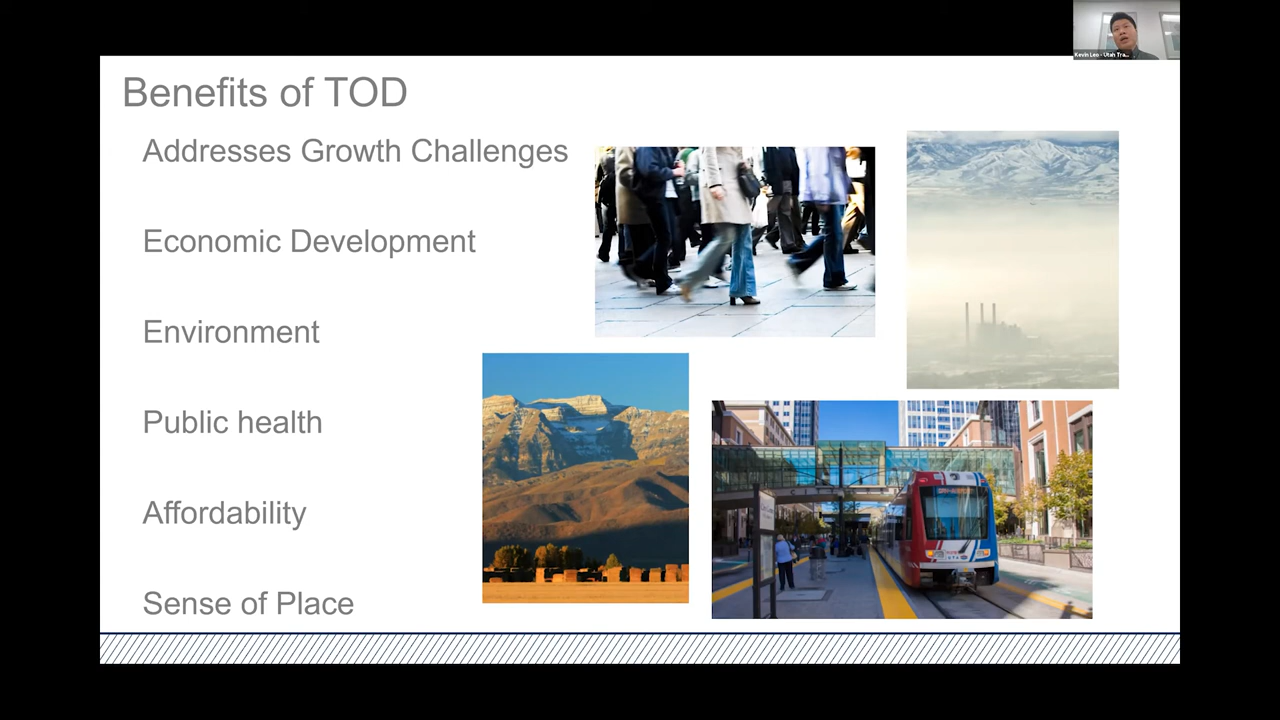 Benefits of TOD
Addresses Growth Challenges
Economic Development
Environment
Public health
Affordability
Sense of Place